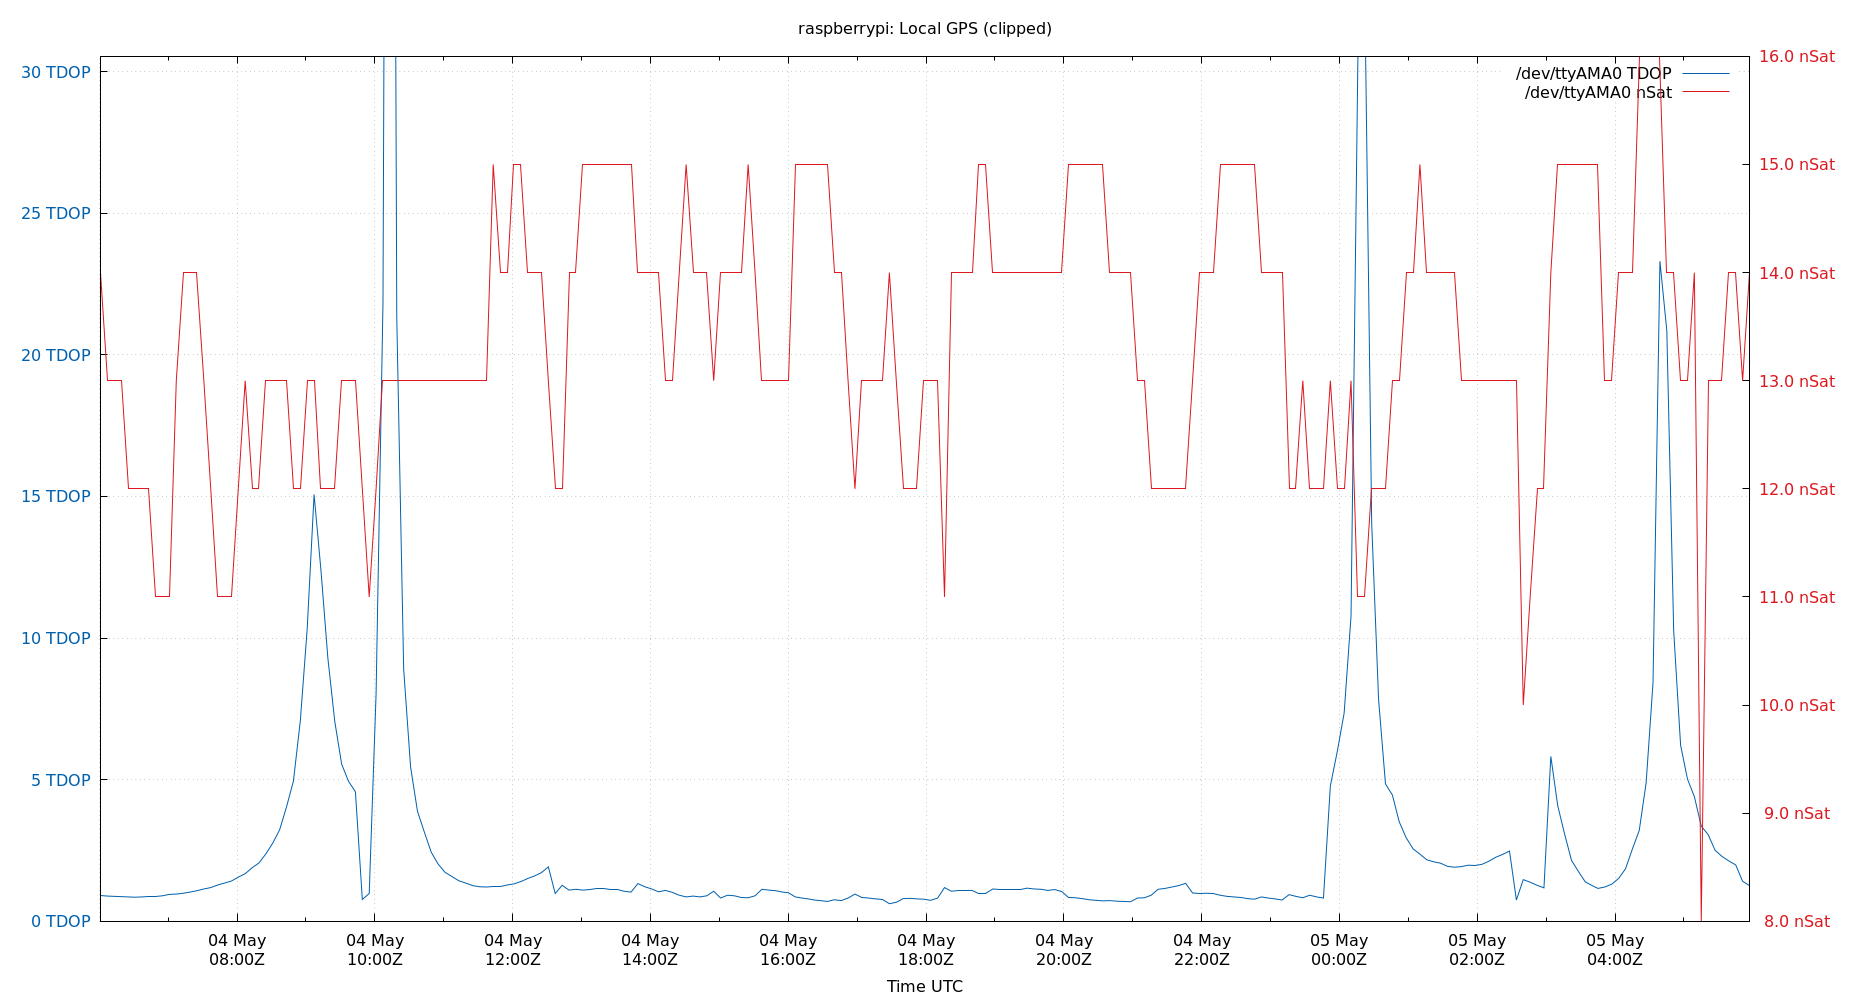 raspberrypi: Local GPS (clipped)
/dev/ttyAMA0 TDOP
/dev/ttyAMA0 nSat
30 TDOP
25 TDOP
20 TDOP
15 TDOP
10 TDOP
5 TDOP
0 TDOP
16.0 nSat
15.0 nSat
14.0 nSat
13.0 nSat
12.0 nSat
11.0 nSat
10.0 nSat
9.0 nSat
8.0 nSat
04 May
08:00Z
04 May
10:00Z
04 May
12:00Z
04 May
14:00Z
04 May
16:00Z
04 May
18:00Z
04 May
20:00Z
04 May
22:00Z
05 May
00:00Z
05 May
02:00Z
05 May
04:00Z
Time UTC